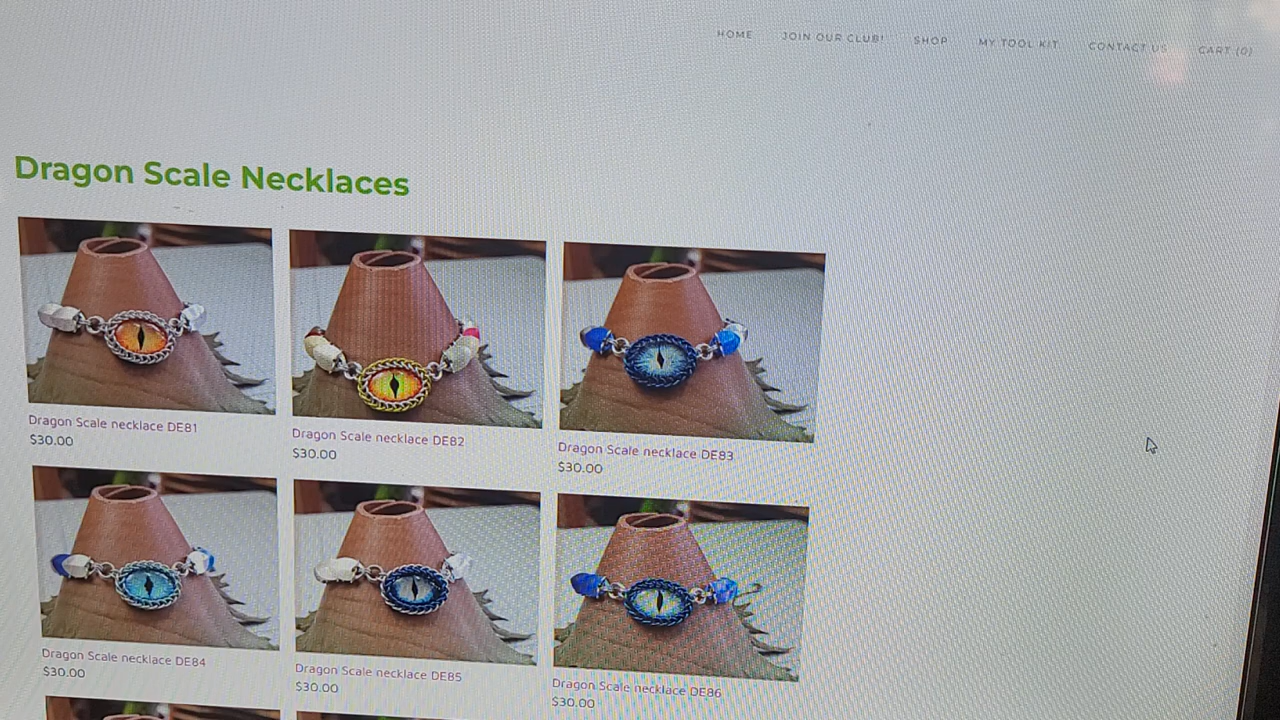 HOME JOIN OUR CLUB! SHOP MY TOOL KIT CONTACT US CART (0)
Dragon Scale Necklaces
Dragon Scale necklace DE81
$30.00
Dragon Scale necklace DE82
$30.00
Dragon Scale necklace DE83
$30.00
Dragon Scale necklace DE84
$30.00
Dragon Scale necklace DE85
$30.00
Dragon Scale necklace DE86
$30.00